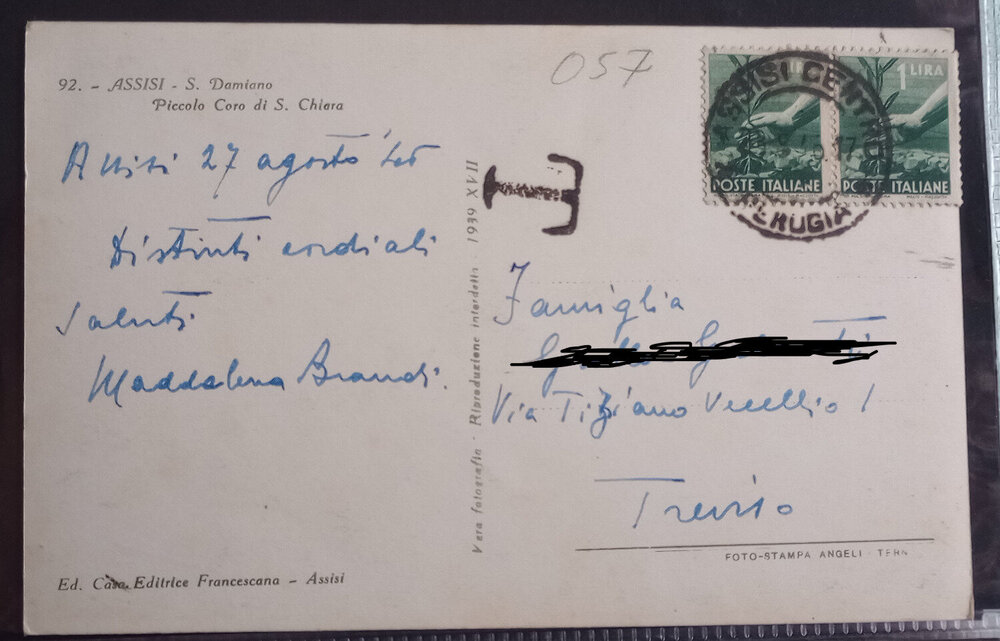 057
92. - ASSISI - S. Damiano
Piccolo Coro di S. Chiara
Assisi 27 agosto
Distinti cordiali
saluti
Maddalena Brandi.
Vera fotografia - Riproduzione interdetta - 1939 XVII
T
1 LIRA
POSTE ITALIANE
POSTE ITALIANE
ASSISI CENTRO
PERUGIA
Famiglia
Via Tiziano Vecellio 1
Treviso
FOTO-STAMPA ANGELI - TERNI
Ed. Casa Editrice Francescana - Assisi